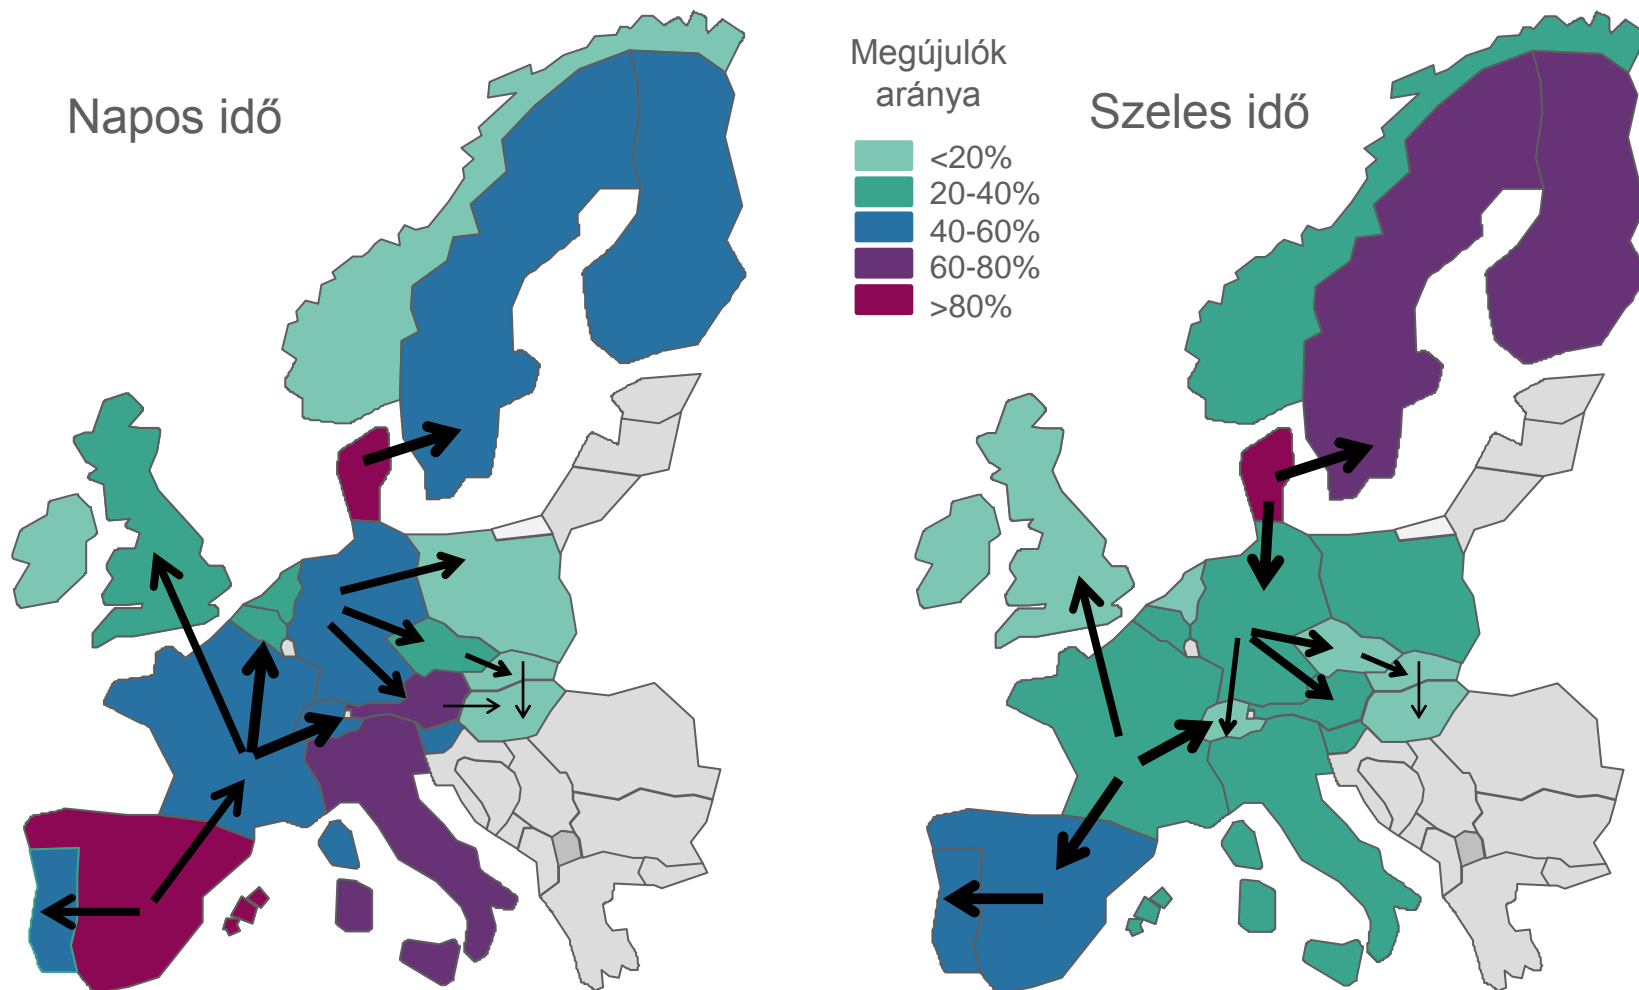 Napos idő
Megújulók
aránya
<20%
20-40%
40-60%
60-80%
>80%
Szeles idő